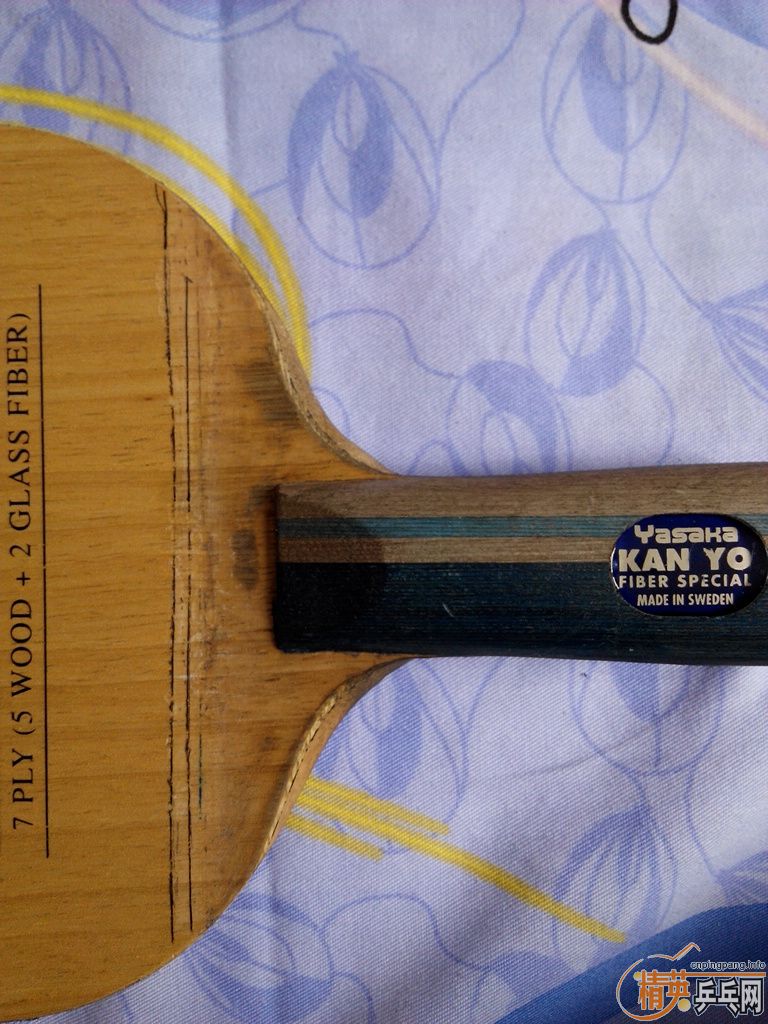 7 PLY (5 WOOD + 2 GLASS FIBER)
Yasaka
KAN YO
FIBER SPECIAL
MADE IN SWEDEN
cnpingpang.info
精英乒乓网